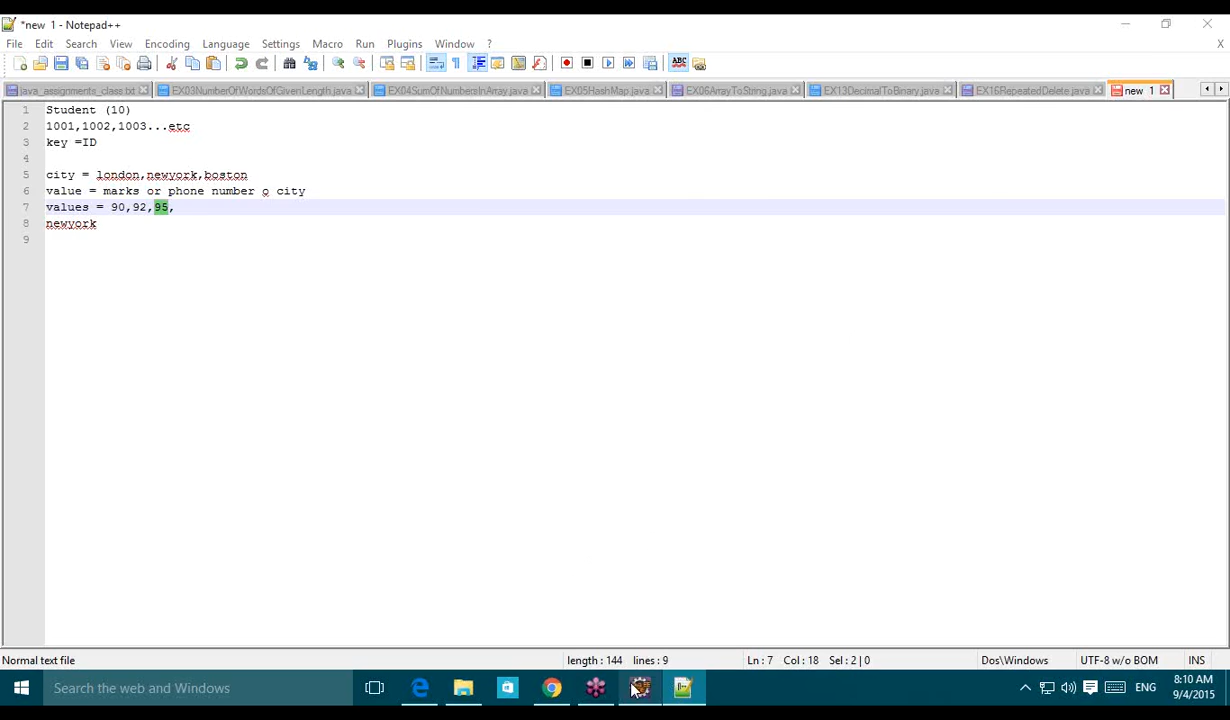 *new 1 - Notepad++
File Edit Search View Encoding Language Settings Macro Run Plugins Window ? X
java_assignments_class.txt EX03NumberOfWordsOfGivenLength.java EX04SumOfNumbersInArray.java EX05HashMap.java EX06ArrayToString.java EX13DecimalToBinary.java EX16RepeatedDelete.java new 1
1 Student (10)
2 1001,1002,1003...etc
3 key =ID
4
5 city = london,newyork,boston
6 value = marks or phone number o city
7 values = 90,92,95,
8 newyork
9
Normal text file length : 144 lines : 9 Ln : 7 Col : 18 Sel : 2 | 0 Dos\Windows UTF-8 w/o BOM INS
Search the web and Windows ENG 8:10 AM
9/4/2015